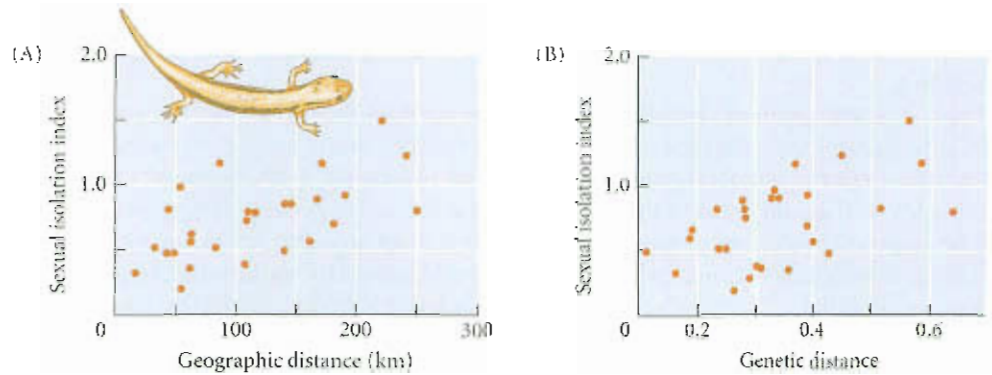 (A)
2.0
1.0
0
100
200
300
Sexual isolation index
Geographic distance (km)
(B)
2.0
1.0
0
0.2
0.4
0.6
Sexual isolation index
Genetic distance